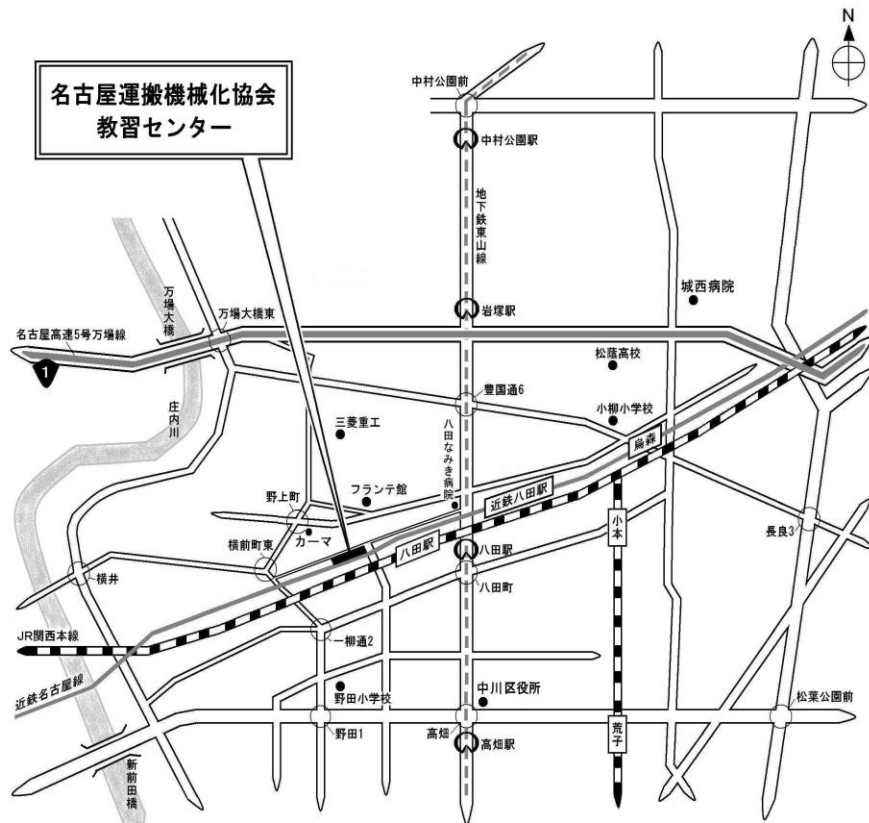 N
名古屋運搬機械化協会
教習センター
中村公園前
中村公園駅
地下鉄東山線
城西病院
岩塚駅
万場大橋
万場大橋東
名古屋高速5号万場線
1
松蔭高校
豊国通6
小柳小学校
庄内川
三菱重工
八田なみき病院
烏森
フランテ館
近鉄八田駅
野上町
カーマ
小本
長良3
横前町東
八田駅
八田駅
横井
八田町
JR関西本線
一柳通2
近鉄名古屋線
野田小学校
中川区役所
松葉公園前
野田1
高畑
荒子
高畑駅
新前田橋